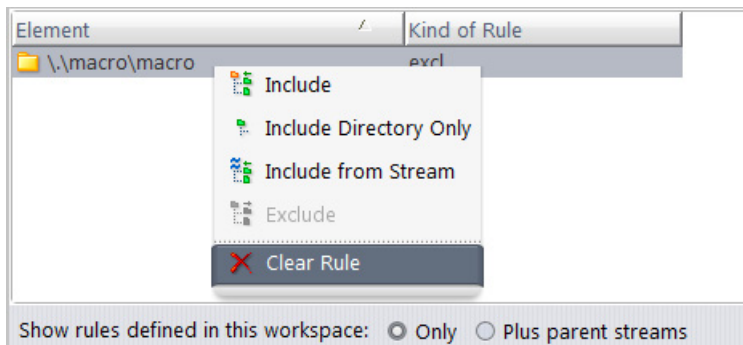 Element Kind of Rule
\.\macro\macro excl
Include
Include Directory Only
Include from Stream
Exclude
Clear Rule
Show rules defined in this workspace: Only Plus parent streams